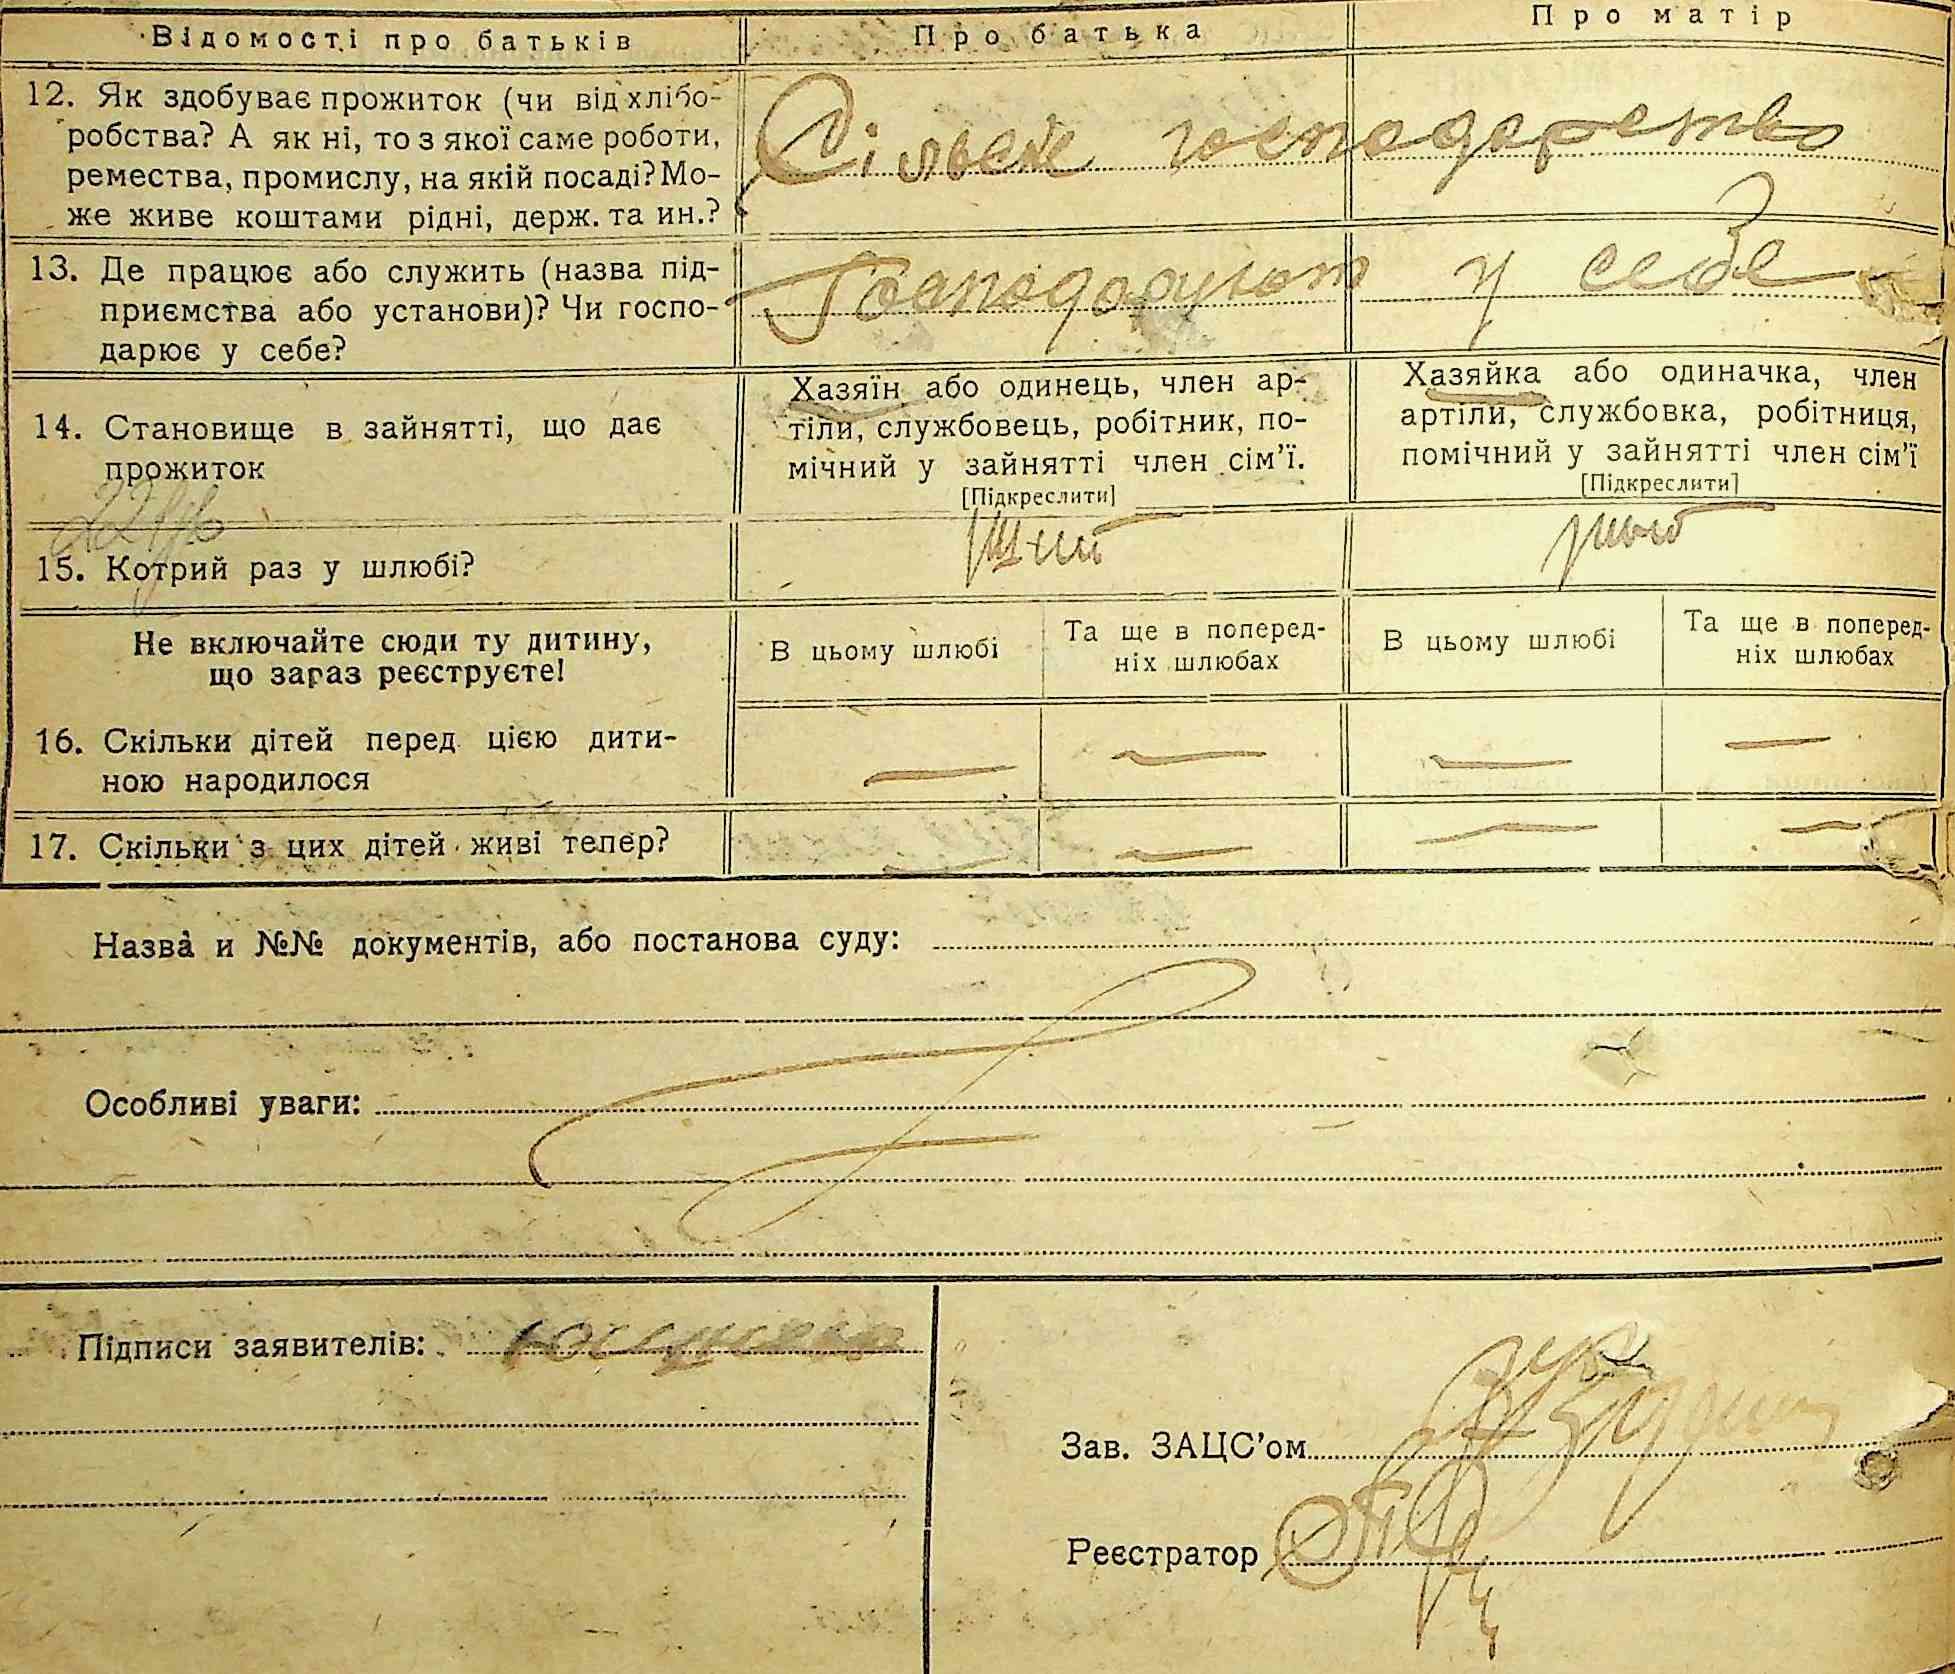 Відомості про батьків
Про батька
Про матір
12. Як здобуває прожиток (чи від хлібо-
робства? А як ні, то з якої саме роботи,
ремества, промислу, на якій посаді? Мо-
же живе коштами рідні, держ. та ин.?
Сільске господарство
13. Де працює або служить (назва під-
приємства або установи)? Чи госпо-
дарює у себе?
Господарують у себе
14. Становище в зайнятті, що дає
прожиток
Хазяїн або одинець, член ар-
тіли, службовець, робітник, по-
мічний у зайнятті член сім'ї.
[Підкреслити]
Хазяйка або одиначка, член
артіли, службовка, робітниця,
помічний у зайнятті член сім'ї
[Підкреслити]
15. Котрий раз у шлюбі?
Не включайте сюди ту дитину,
що зараз реєструєте!
В цьому шлюбі
Та ще в поперед-
ніх шлюбах
В цьому шлюбі
Та ще в поперед-
ніх шлюбах
16. Скільки дітей перед цією дити-
ною народилося
— — — —
17. Скільки з цих дітей живі тепер?
— — — —
Назва и №№ документів, або постанова суду:
Особливі уваги:
Підписи заявителів:
Зав. ЗАЦС'ом
Реєстратор